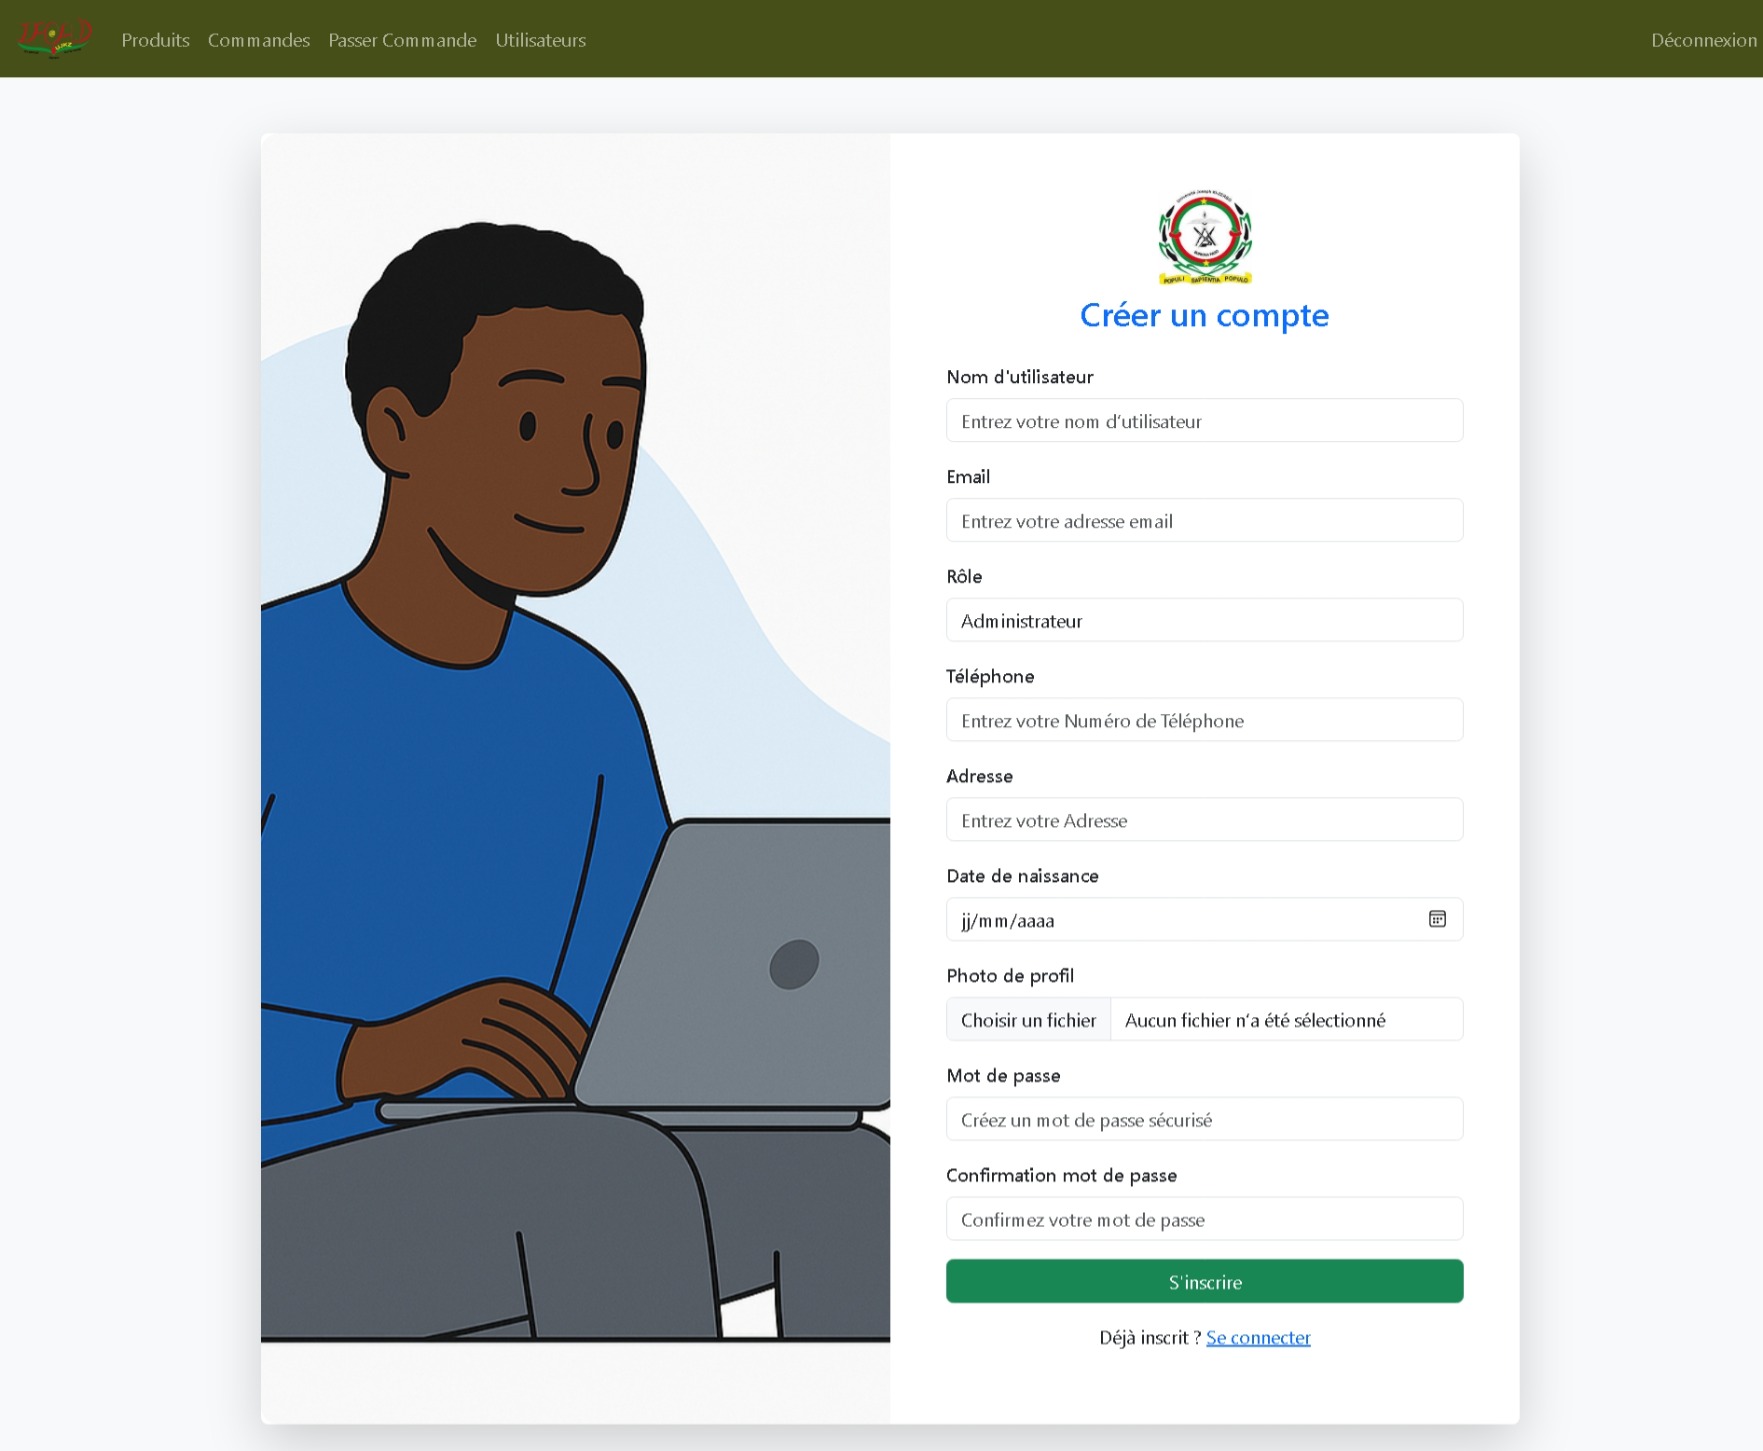 Produits Commandes Passer Commande Utilisateurs Déconnexion
POPULI SAPIENTIA POPULO
Créer un compte
Nom d'utilisateur
Entrez votre nom d'utilisateur
Email
Entrez votre adresse email
Rôle
Administrateur
Téléphone
Entrez votre Numéro de Téléphone
Adresse
Entrez votre Adresse
Date de naissance
jj/mm/aaaa
Photo de profil
Choisir un fichier Aucun fichier n'a été sélectionné
Mot de passe
Créez un mot de passe sécurisé
Confirmation mot de passe
Confirmez votre mot de passe
S'inscrire
Déjà inscrit ? Se connecter